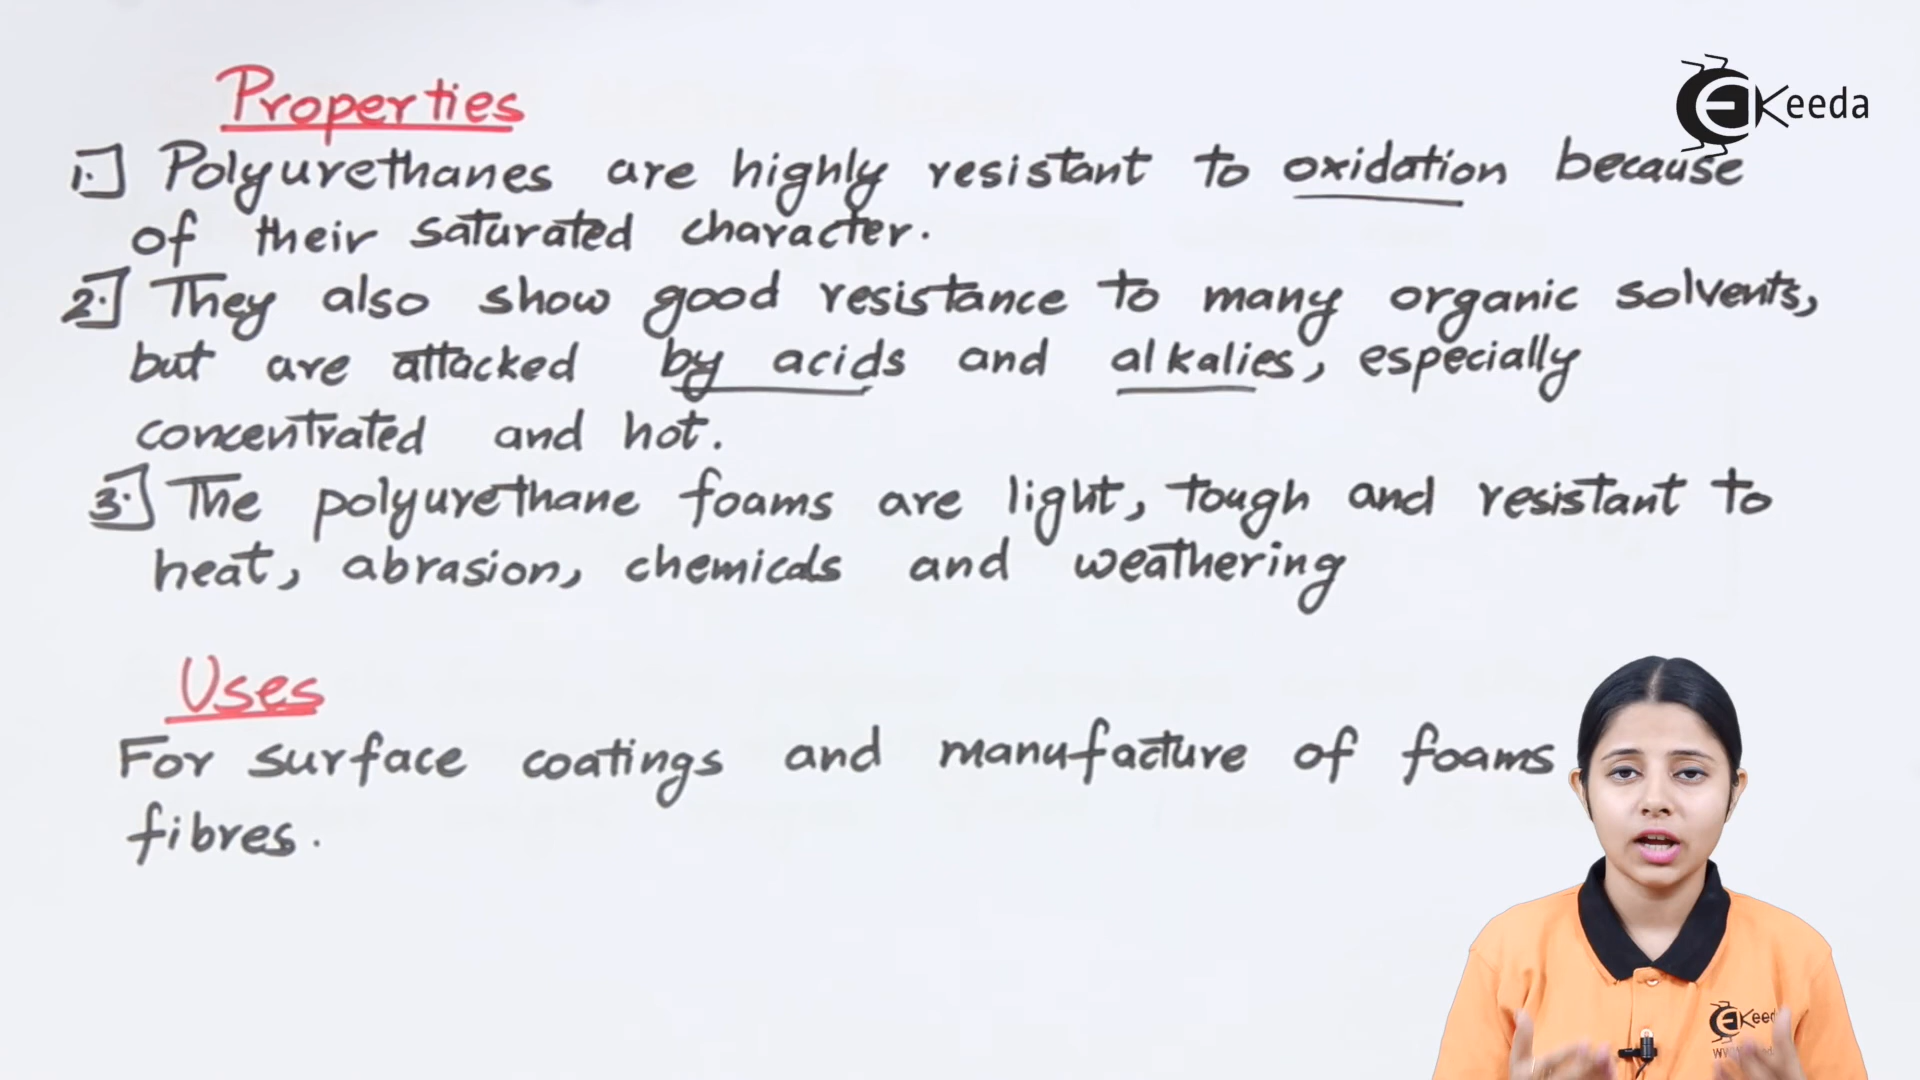 Properties
EKeeda
1.] Polyurethanes are highly resistant to oxidation because
of their saturated character.
2.] They also show good resistance to many organic solvents,
but are attacked by acids and alkalies, especially
concentrated and hot.
3.] The polyurethane foams are light, tough and resistant to
heat, abrasion, chemicals and weathering
Uses
For surface coatings and manufacture of foams
fibres.